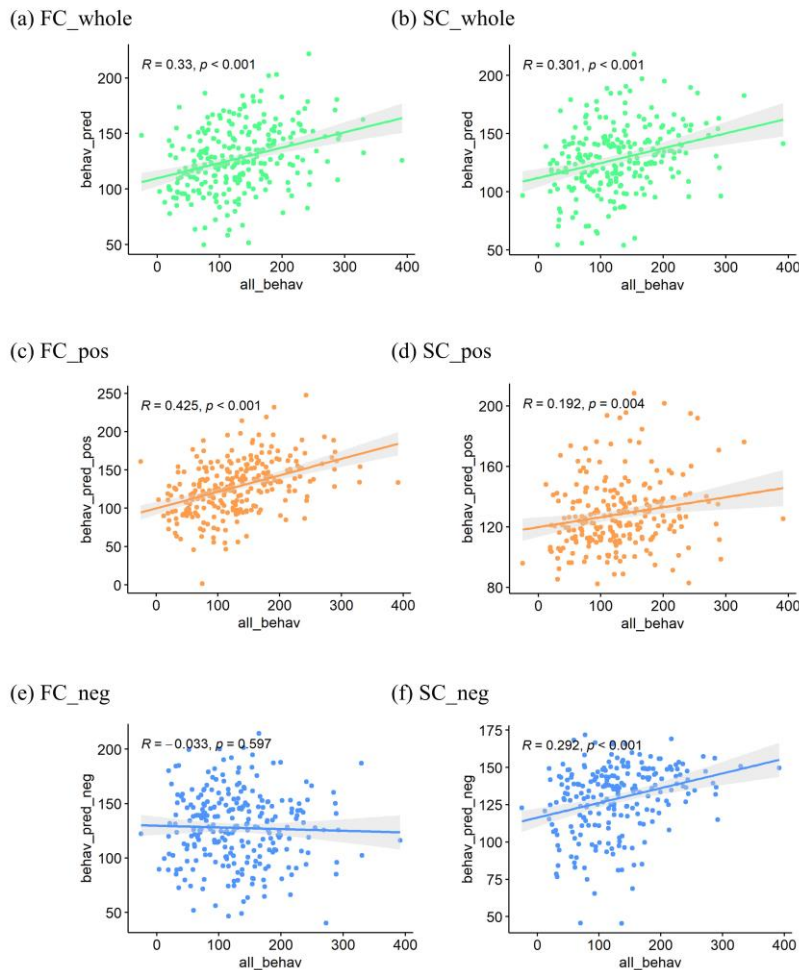 (a) FC_whole
(b) SC_whole
R = 0.33, p < 0.001
200
150
100
50
behav_pred
0 100 200 300 400
all_behav
R = 0.301, p < 0.001
200
150
100
50
behav_pred
0 100 200 300 400
all_behav
(c) FC_pos
(d) SC_pos
R = 0.425, p < 0.001
250
200
150
100
50
0
behav_pred_pos
0 100 200 300 400
all_behav
R = 0.192, p = 0.004
200
160
120
80
behav_pred_pos
0 100 200 300 400
all_behav
(e) FC_neg
(f) SC_neg
R = −0.033, p = 0.597
200
150
100
50
behav_pred_neg
0 100 200 300 400
all_behav
R = 0.292, p < 0.001
175
150
125
100
75
50
behav_pred_neg
0 100 200 300 400
all_behav